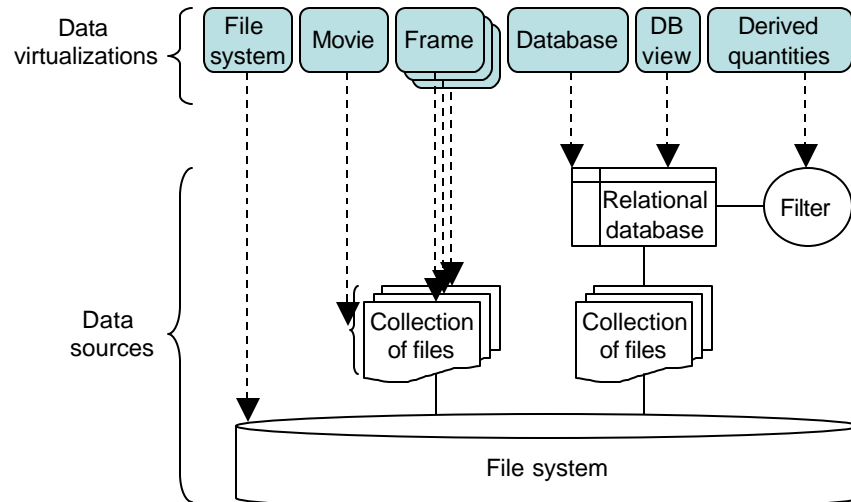 Data
virtualizations
File
system
Movie
Frame
Database
DB
view
Derived
quantities
Data
sources
Relational
database
Filter
Collection
of files
Collection
of files
File system